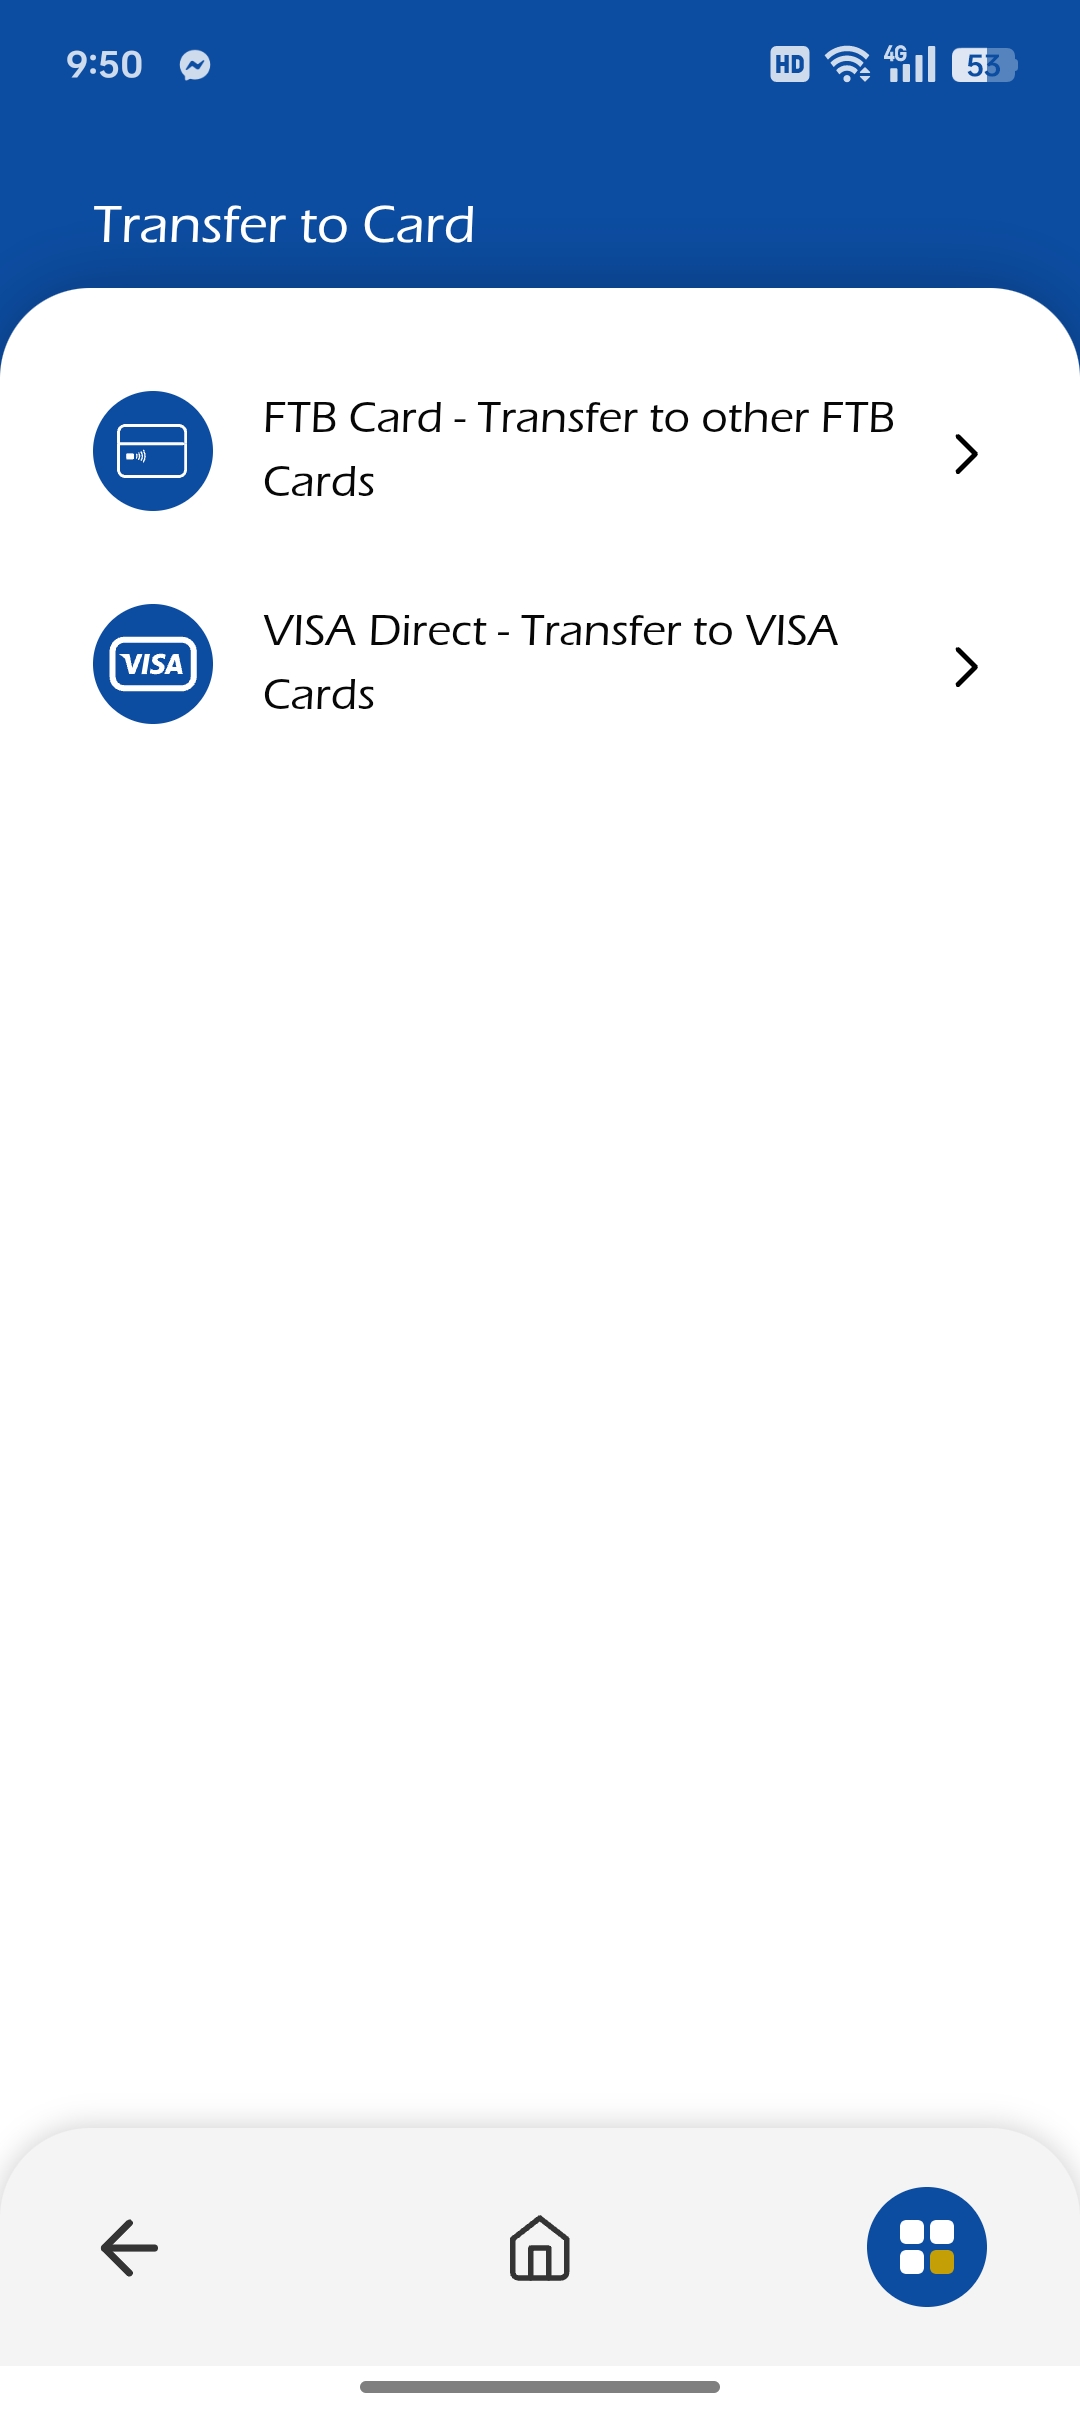 9:50
HD
4G
53
Transfer to Card
FTB Card - Transfer to other FTB
Cards
VISA
VISA Direct - Transfer to VISA
Cards